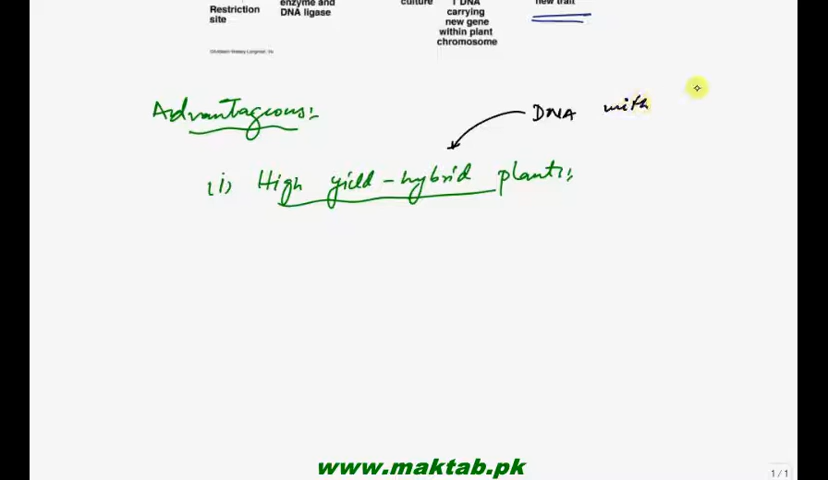 Restriction
site
enzyme and
DNA ligase
culture
T DNA
carrying
new gene
within plant
chromosome
new trait
Advantageous:
DNA with
(i) High yield - hybrid plants:
www.maktab.pk
1 / 1